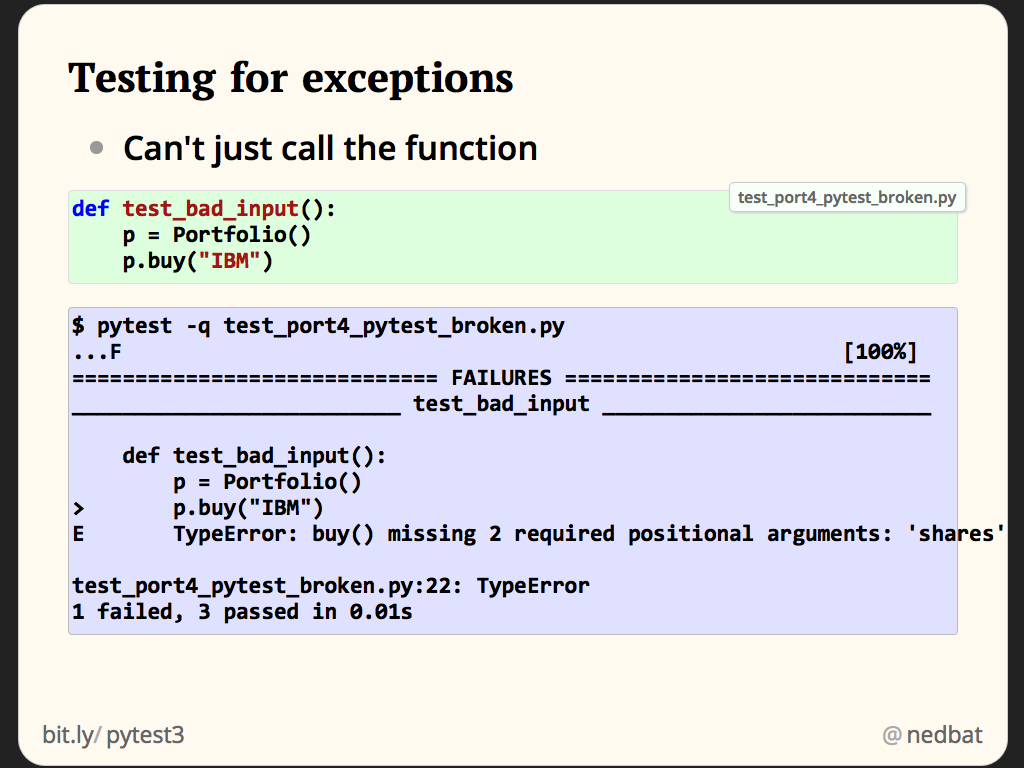 Testing for exceptions
Can't just call the function
test_port4_pytest_broken.py
def test_bad_input():
    p = Portfolio()
    p.buy("IBM")
$ pytest -q test_port4_pytest_broken.py
...F                                                         [100%]
============================= FAILURES =============================
__________________________ test_bad_input __________________________

    def test_bad_input():
        p = Portfolio()
>       p.buy("IBM")
E       TypeError: buy() missing 2 required positional arguments: 'shares'

test_port4_pytest_broken.py:22: TypeError
1 failed, 3 passed in 0.01s
bit.ly/pytest3
@nedbat